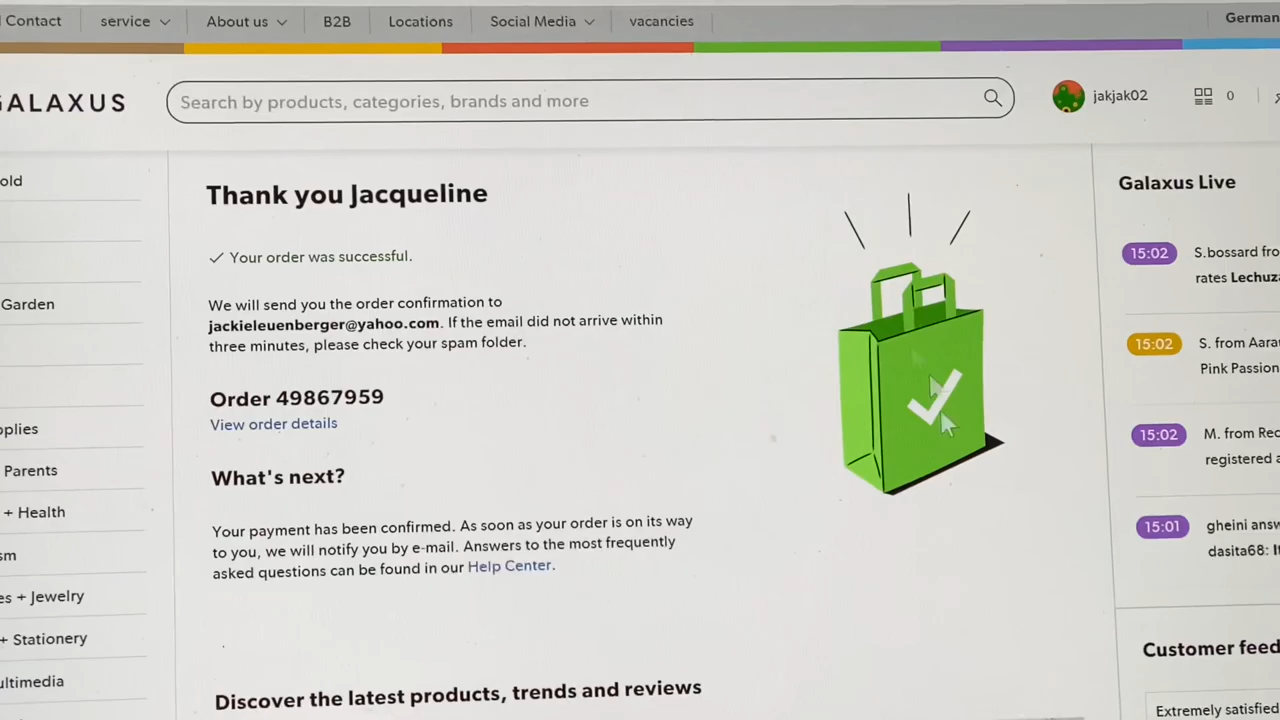 Contact
service
About us
B2B
Locations
Social Media
vacancies
German
GALAXUS
Search by products, categories, brands and more
jakjak02
0
Garden
Parents
+ Health
+ Jewelry
+ Stationery
Thank you Jacqueline
Your order was successful.
We will send you the order confirmation to
jackieleuenberger@yahoo.com. If the email did not arrive within
three minutes, please check your spam folder.
Order 49867959
View order details
What's next?
Your payment has been confirmed. As soon as your order is on its way
to you, we will notify you by e-mail. Answers to the most frequently
asked questions can be found in our Help Center.
Discover the latest products, trends and reviews
Galaxus Live
15:02
S.bossard fro
rates Lechuz
15:02
S. from Aara
Pink Passion
15:02
M. from Rec
registered a
15:01
gheini answ
dasita68: I
Customer feed
Extremely satisfied